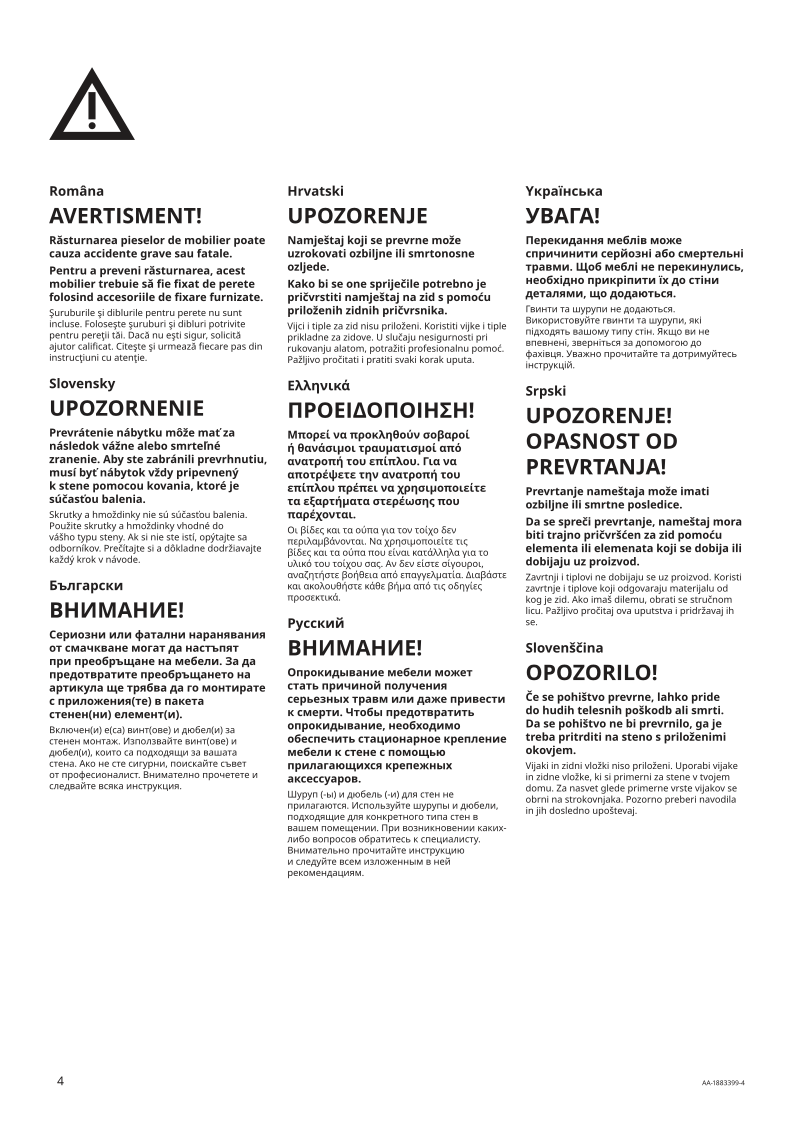 Româna
AVERTISMENT!
Răsturnarea pieselor de mobilier poate
cauza accidente grave sau fatale.
Pentru a preveni răsturnarea, acest
mobilier trebuie să fie fixat de perete
folosind accesoriile de fixare furnizate.
Şuruburile şi diblurile pentru perete nu sunt
incluse. Foloseşte şuruburi şi dibluri potrivite
pentru pereţii tăi. Dacă nu eşti sigur, solicită
ajutor calificat. Citeşte şi urmează fiecare pas din
instrucţiuni cu atenţie.
Slovensky
UPOZORNENIE
Prevrátenie nábytku môže mať za
následok vážne alebo smrteľné
zranenie. Aby ste zabránili prevrhnutiu,
musí byť nábytok vždy pripevnený
k stene pomocou kovania, ktoré je
súčasťou balenia.
Skrutky a hmoždinky nie sú súčasťou balenia.
Použite skrutky a hmoždinky vhodné do
vášho typu steny. Ak si nie ste istí, opýtajte sa
odborníkov. Prečítajte si a dôkladne dodržiavajte
každý krok v návode.
Български
ВНИМАНИЕ!
Сериозни или фатални наранявания
от смачкване могат да настъпят
при преобръщане на мебели. За да
предотвратите преобръщането на
артикула ще трябва да го монтирате
с приложения(те) в пакета
стенен(ни) елемент(и).
Включен(и) е(са) винт(ове) и дюбел(и) за
стенен монтаж. Използвайте винт(ове) и
дюбел(и), които са подходящи за вашата
стена. Ако не сте сигурни, поискайте съвет
от професионалист. Внимателно прочетете и
следвайте всяка инструкция.
Hrvatski
UPOZORENJE
Namještaj koji se prevrne može
uzrokovati ozbiljne ili smrtonosne
ozljede.
Kako bi se one spriječile potrebno je
pričvrstiti namještaj na zid s pomoću
priloženih zidnih pričvrsnika.
Vijci i tiple za zid nisu priloženi. Koristiti vijke i tiple
prikladne za zidove. U slučaju nesigurnosti pri
rukovanju alatom, potražiti profesionalnu pomoć.
Pažljivo pročitati i pratiti svaki korak uputa.
Ελληνικά
ΠΡΟΕΙΔΟΠΟΙΗΣΗ!
Μπορεί να προκληθούν σοβαροί
ή θανάσιμοι τραυματισμοί από
ανατροπή του επίπλου. Για να
αποτρέψετε την ανατροπή του
επίπλου πρέπει να χρησιμοποιείτε
τα εξαρτήματα στερέωσης που
παρέχονται.
Οι βίδες και τα ούπα για τον τοίχο δεν
περιλαμβάνονται. Να χρησιμοποιείτε τις
βίδες και τα ούπα που είναι κατάλληλα για το
υλικό του τοίχου σας. Αν δεν είστε σίγουροι,
αναζητήστε βοήθεια από επαγγελματία. Διαβάστε
και ακολουθήστε κάθε βήμα από τις οδηγίες
προσεκτικά.
Русский
ВНИМАНИЕ!
Опрокидывание мебели может
стать причиной получения
серьезных травм или даже привести
к смерти. Чтобы предотвратить
опрокидывание, необходимо
обеспечить стационарное крепление
мебели к стене с помощью
прилагающихся крепежных
аксессуаров.
Шуруп (-ы) и дюбель (-и) для стен не
прилагаются. Используйте шурупы и дюбели,
подходящие для конкретного типа стен в
вашем помещении. При возникновении каких-
либо вопросов обратитесь к специалисту.
Внимательно прочитайте инструкцию
и следуйте всем изложенным в ней
рекомендациям.
Yкраїнська
УВАГА!
Перекидання меблів може
спричинити серйозні або смертельні
травми. Щоб меблі не перекинулись,
необхідно прикріпити їх до стіни
деталями, що додаються.
Гвинти та шурупи не додаються.
Використовуйте гвинти та шурупи, які
підходять вашому типу стін. Якщо ви не
впевнені, зверніться за допомогою до
фахівця. Уважно прочитайте та дотримуйтесь
інструкцій.
Srpski
UPOZORENJE!
OPASNOST OD
PREVRTANJA!
Prevrtanje nameštaja može imati
ozbiljne ili smrtne posledice.
Da se spreči prevrtanje, nameštaj mora
biti trajno pričvršćen za zid pomoću
elementa ili elemenata koji se dobija ili
dobijaju uz proizvod.
Zavrtnji i tiplovi ne dobijaju se uz proizvod. Koristi
zavrtnje i tiplove koji odgovaraju materijalu od
kog je zid. Ako imaš dilemu, obrati se stručnom
licu. Pažljivo pročitaj ova uputstva i pridržavaj ih
se.
Slovenščina
OPOZORILO!
Če se pohištvo prevrne, lahko pride
do hudih telesnih poškodb ali smrti.
Da se pohištvo ne bi prevrnilo, ga je
treba pritrditi na steno s priloženimi
okovjem.
Vijaki in zidni vložki niso priloženi. Uporabi vijake
in zidne vložke, ki si primerni za stene v tvojem
domu. Za nasvet glede primerne vrste vijakov se
obrni na strokovnjaka. Pozorno preberi navodila
in jih dosledno upoštevaj.
4
AA-1883399-4